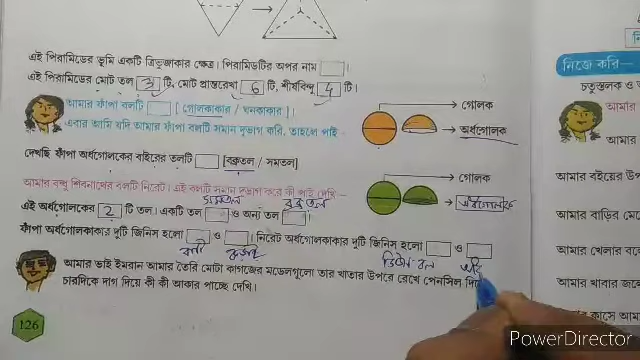 এই পিরামিডের ভূমি একটি ত্রিভুজাকার ক্ষেত্র। পিরামিডটির অপর নাম
এই পিরামিডের মোট তল 3 টি, মোট প্রান্তরেখা 6 টি, শীর্ষবিন্দু 4 টি।
আমার ফাঁপা বলটি [ গোলকাকার / ঘনকাকার ]।
গোলক
এবার আমি যদি আমার ফাঁপা বলটি সমান দুভাগ করি, তাহলে পাই-
অর্ধগোলক
দেখছি ফাঁপা অর্ধগোলকের বাইরের তলটি [বক্রতল / সমতল]
গোলক
আমার বন্ধু শিবনাথের বলটি নিরেট। এই বলটি সমান দুভাগ করে কী পাই দেখি-
সমতল বক্রতল
অর্ধগোলক
এই অর্ধগোলকের 2 টি তল। একটি তল ও অন্য তল ।
ফাঁপা অর্ধগোলকাকার দুটি জিনিস হলো ও । নিরেট অর্ধগোলকাকার দুটি জিনিস হলো ও
বাটি
আমার ভাই ইমরান আমার তৈরি মোটা কাগজের মডেলগুলো তার খাতার উপরে রেখে পেনসিল দি
চারদিকে দাগ দিয়ে কী কী আকার পাচ্ছে দেখি।
126
নিজে করি
চতুস্তলক ও
আমার
আমার
আমার বইয়ের
আমার বাড়ির
আমার খেলার
আমার খাবার
PowerDirector